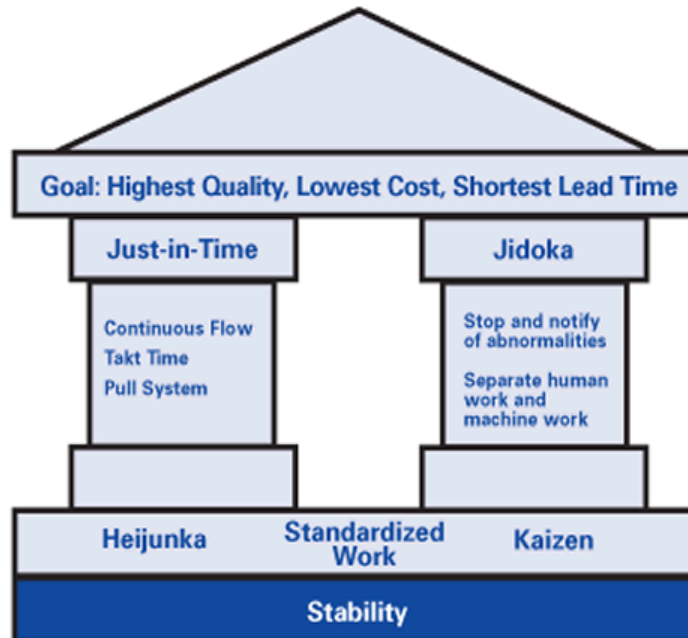 Goal: Highest Quality, Lowest Cost, Shortest Lead Time
Just-in-Time
Continuous Flow
Takt Time
Pull System
Jidoka
Stop and notify
of abnormalities
Separate human
work and
machine work
Heijunka
Standardized
Work
Kaizen
Stability